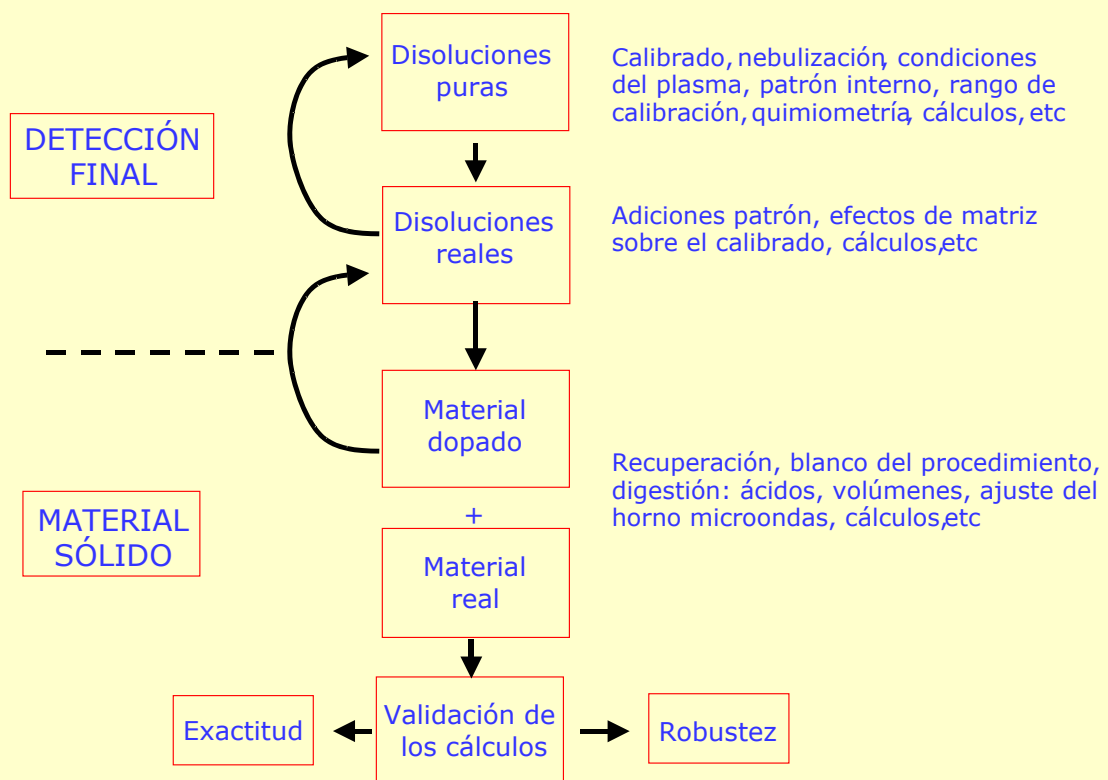 Disoluciones
puras
Calibrado, nebulización, condiciones
del plasma, patrón interno, rango de
calibración, quimiometría, cálculos, etc
DETECCIÓN
FINAL
Disoluciones
reales
Adiciones patrón, efectos de matriz
sobre el calibrado, cálculos,etc
Material
dopado
Recuperación, blanco del procedimiento,
digestión: ácidos, volúmenes, ajuste del
horno microondas, cálculos,etc
MATERIAL
SÓLIDO
+
Material
real
Exactitud
Validación de
los cálculos
Robustez